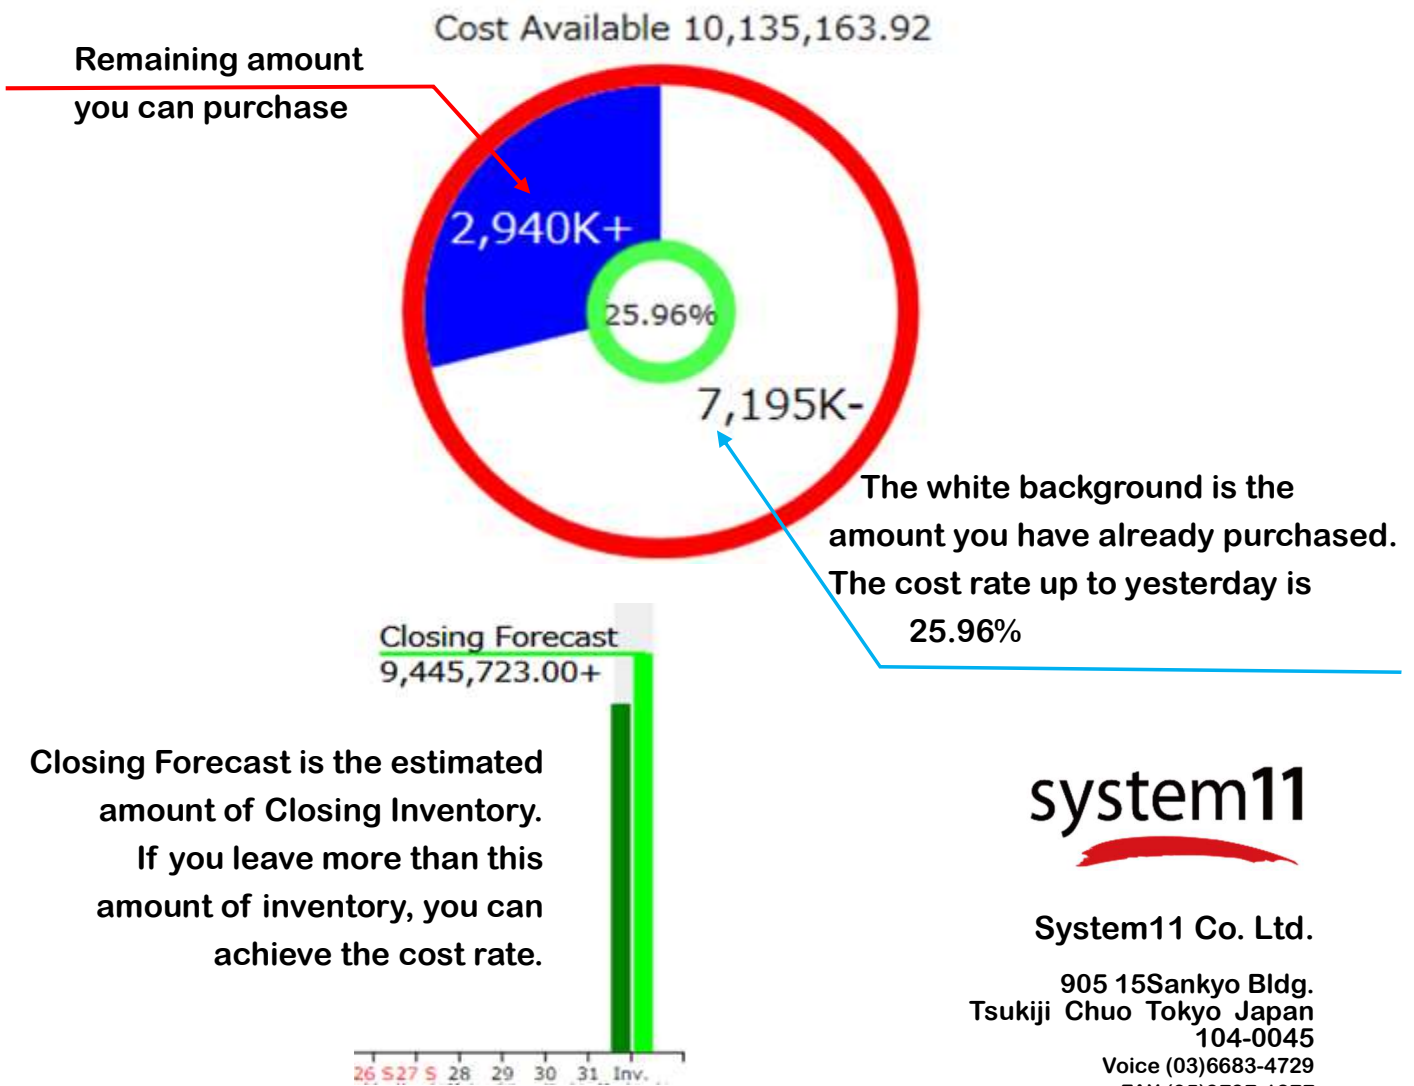 Cost Available 10,135,163.92
Remaining amount
you can purchase
2,940K+
25.96%
7,195K-
The white background is the
amount you have already purchased.
The cost rate up to yesterday is
25.96%
Closing Forecast
9,445,723.00+
Closing Forecast is the estimated
amount of Closing Inventory.
If you leave more than this
amount of inventory, you can
achieve the cost rate.
26 S 27 S 28 29 30 31 Inv.
system11
System11 Co. Ltd.
905 15Sankyo Bldg.
Tsukiji Chuo Tokyo Japan
104-0045
Voice (03)6683-4729